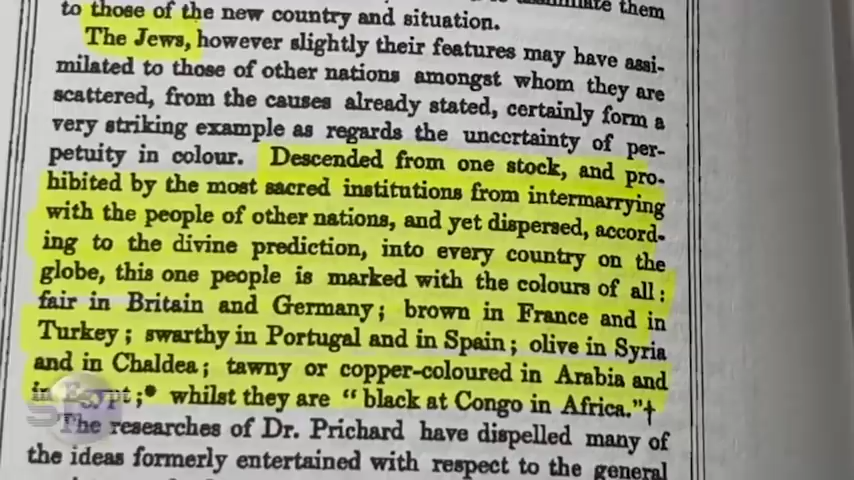 to those of the new country and situation.
The Jews, however slightly their features may have assi-
milated to those of other nations amongst whom they are
scattered, from the causes already stated, certainly form a
very striking example as regards the uncertainty of per-
petuity in colour. Descended from one stock, and pro-
hibited by the most sacred institutions from intermarrying
with the people of other nations, and yet dispersed, accord-
ing to the divine prediction, into every country on the
globe, this one people is marked with the colours of all:
fair in Britain and Germany; brown in France and in
Turkey; swarthy in Portugal and in Spain; olive in Syria
and in Chaldea; tawny or copper-coloured in Arabia and
in Egypt;* whilst they are "black at Congo in Africa."†
The researches of Dr. Prichard have dispelled many of
the ideas formerly entertained with respect to the general